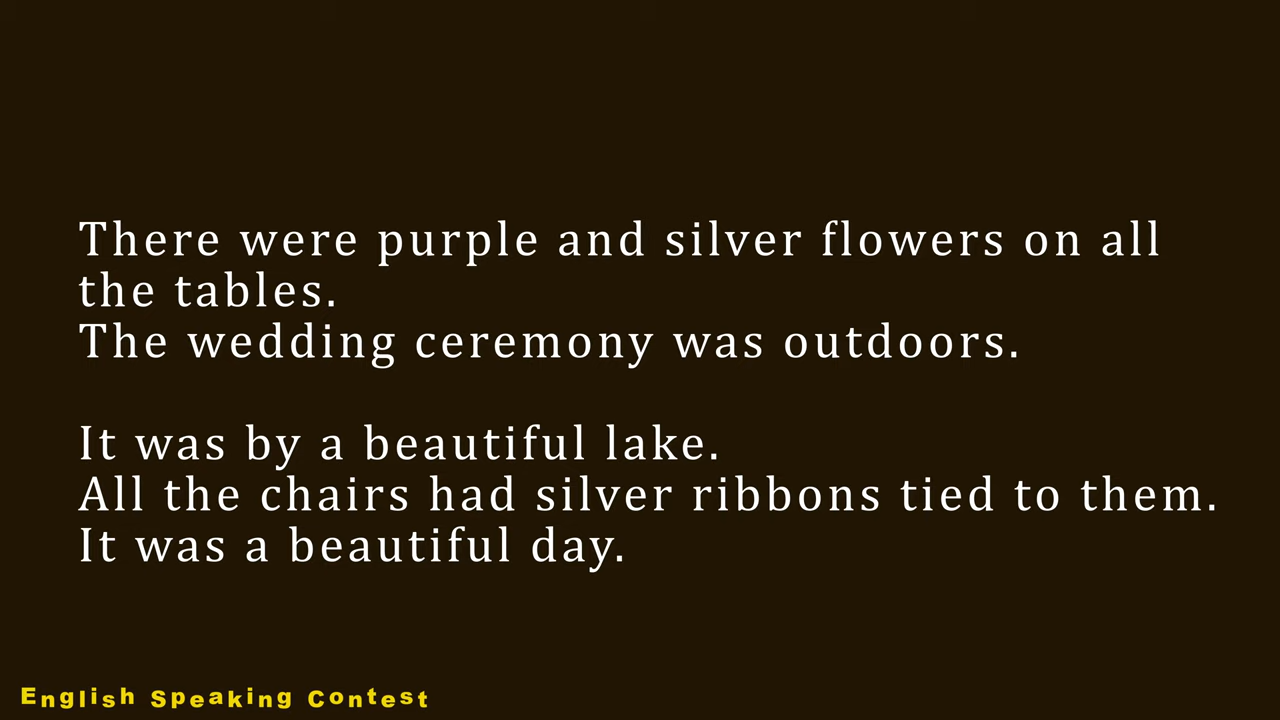 There were purple and silver flowers on all
the tables.
The wedding ceremony was outdoors.
It was by a beautiful lake.
All the chairs had silver ribbons tied to them.
It was a beautiful day.
English Speaking Contest